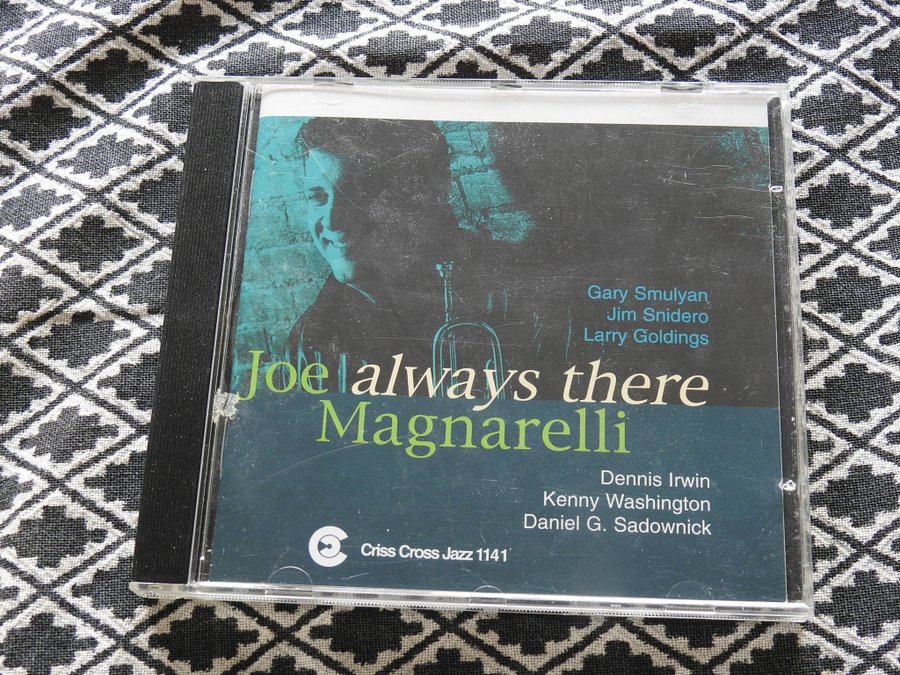 Gary Smulyan
Jim Snidero
Larry Goldings
Joe always there
Magnarelli
Dennis Irwin
Kenny Washington
Daniel G. Sadownick
Criss Cross Jazz 1141